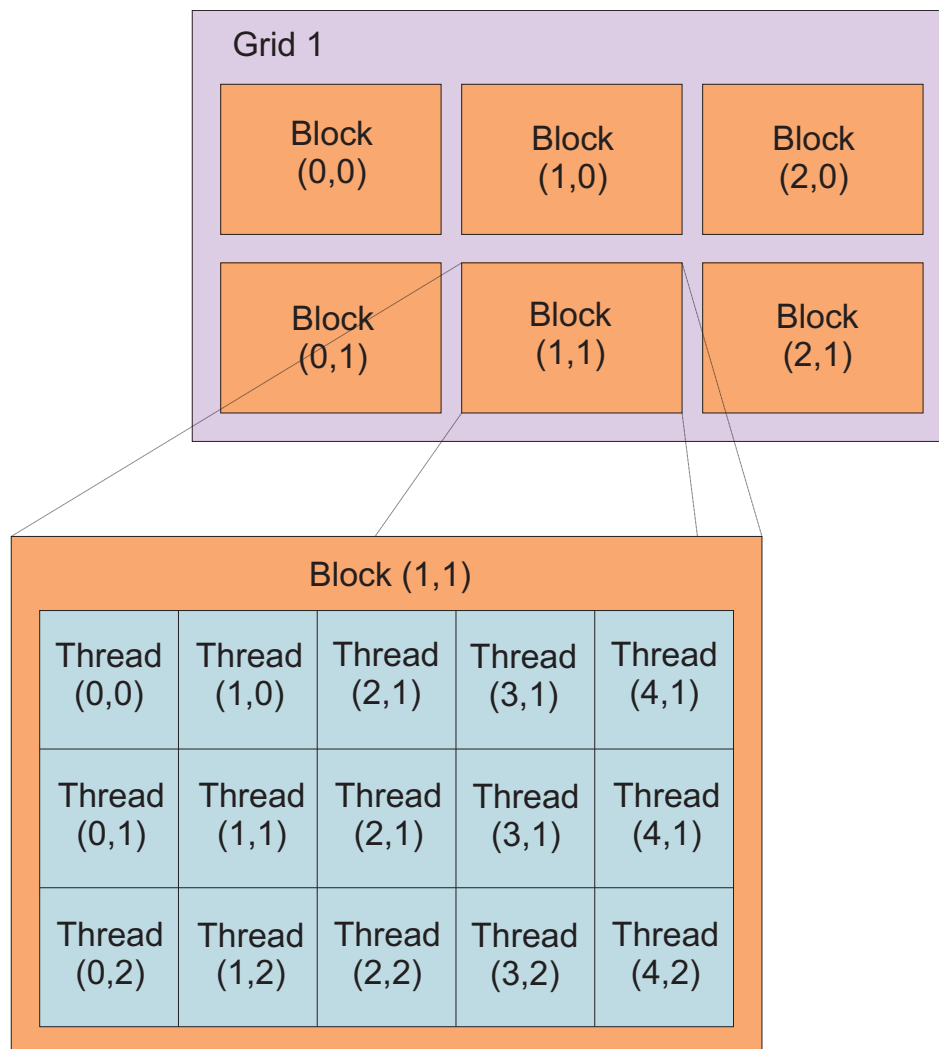 Grid 1
Block
(0,0)
Block
(1,0)
Block
(2,0)
Block
(0,1)
Block
(1,1)
Block
(2,1)
Block (1,1)
Thread
(0,0)
Thread
(1,0)
Thread
(2,1)
Thread
(3,1)
Thread
(4,1)
Thread
(0,1)
Thread
(1,1)
Thread
(2,1)
Thread
(3,1)
Thread
(4,1)
Thread
(0,2)
Thread
(1,2)
Thread
(2,2)
Thread
(3,2)
Thread
(4,2)